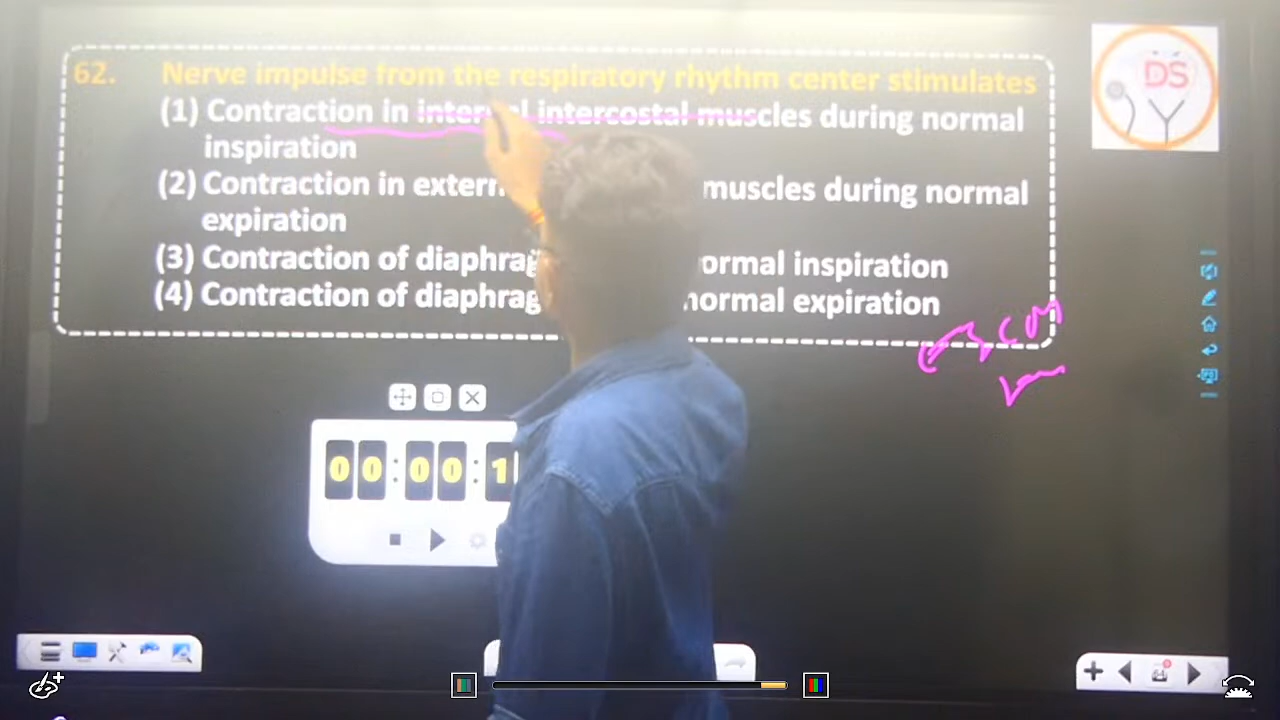 DS
62. Nerve impulse from the respiratory rhythm center stimulates
(1) Contraction in internal intercostal muscles during normal
inspiration
(2) Contraction in extern muscles during normal
expiration
(3) Contraction of diaphrag ormal inspiration
(4) Contraction of diaphrag normal expiration
00:00:1